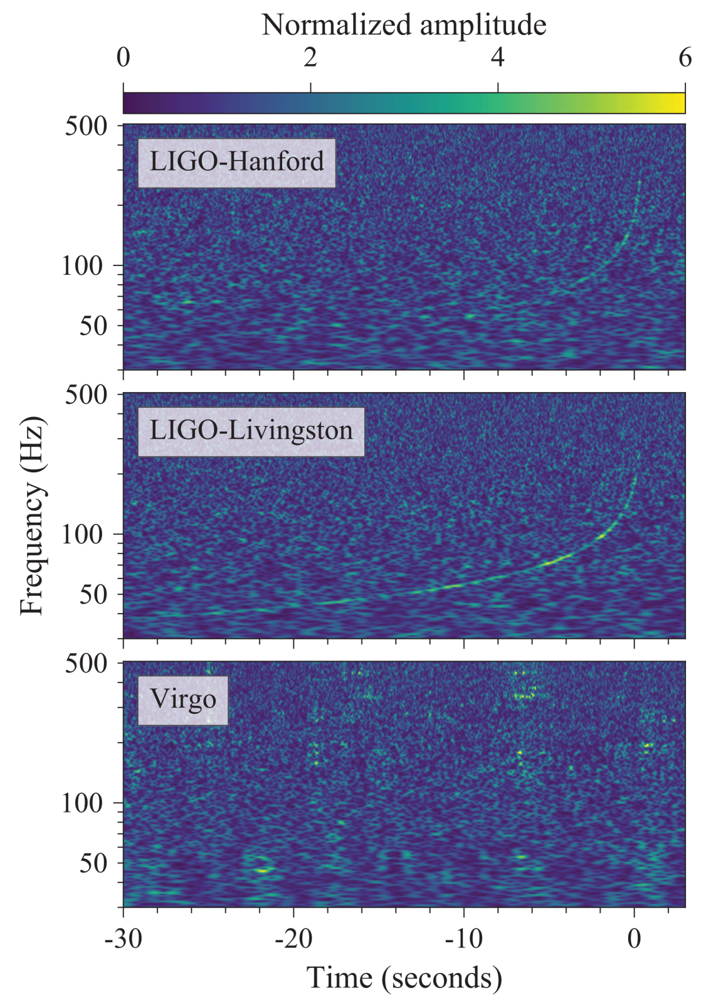 Normalized amplitude
0 2 4 6
500
LIGO-Hanford
100
50
500
LIGO-Livingston
Frequency (Hz)
100
50
500
Virgo
100
50
-30 -20 -10 0
Time (seconds)